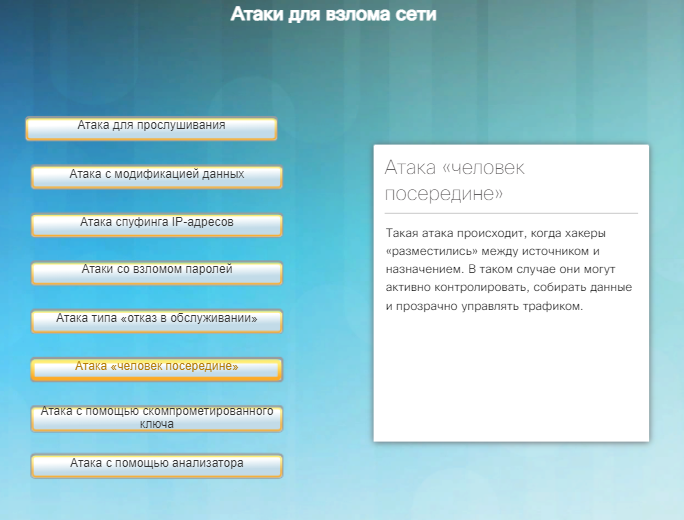 Атаки для взлома сети
Атака для прослушивания
Атака с модификацией данных
Атака спуфинга IP-адресов
Атаки со взломом паролей
Атака типа «отказ в обслуживании»
Атака «человек посередине»
Атака с помощью скомпрометированного
ключа
Атака с помощью анализатора
Атака «человек
посередине»
Такая атака происходит, когда хакеры
«разместились» между источником и
назначением. В таком случае они могут
активно контролировать, собирать данные
и прозрачно управлять трафиком.